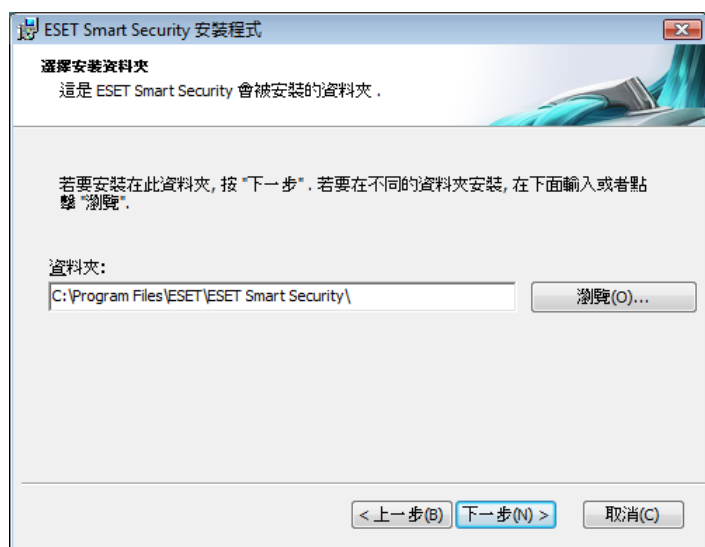 ESET Smart Security 安裝程式
選擇安裝資料夾
這是 ESET Smart Security 會被安裝的資料夾 .
若要安裝在此資料夾, 按 "下一步" . 若要在不同的資料夾安裝, 在下面輸入或者點
擊 "瀏覽".
資料夾:
C:\Program Files\ESET\ESET Smart Security\
瀏覽(O)...
< 上一步(B) 下一步(N) > 取消(C)